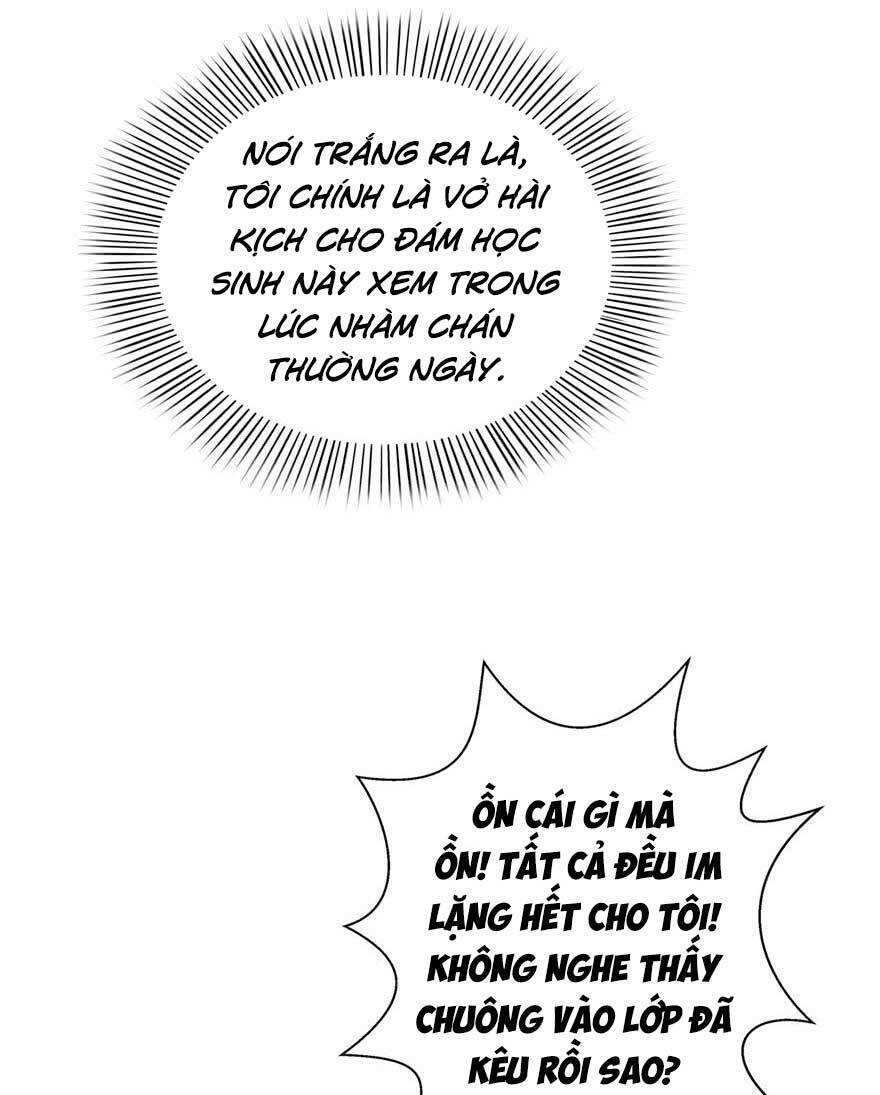 NÓI TRẮNG RA LÀ,
TÔI CHÍNH LÀ VỞ HÀI
KỊCH CHO ĐÁM HỌC
SINH NÀY XEM TRONG
LÚC NHÀM CHÁN
THƯỜNG NGÀY.
ỒN CÁI GÌ MÀ
ỒN! TẤT CẢ ĐỀU IM
LẶNG HẾT CHO TÔI!
KHÔNG NGHE THẤY
CHUÔNG VÀO LỚP ĐÃ
KÊU RỒI SAO?